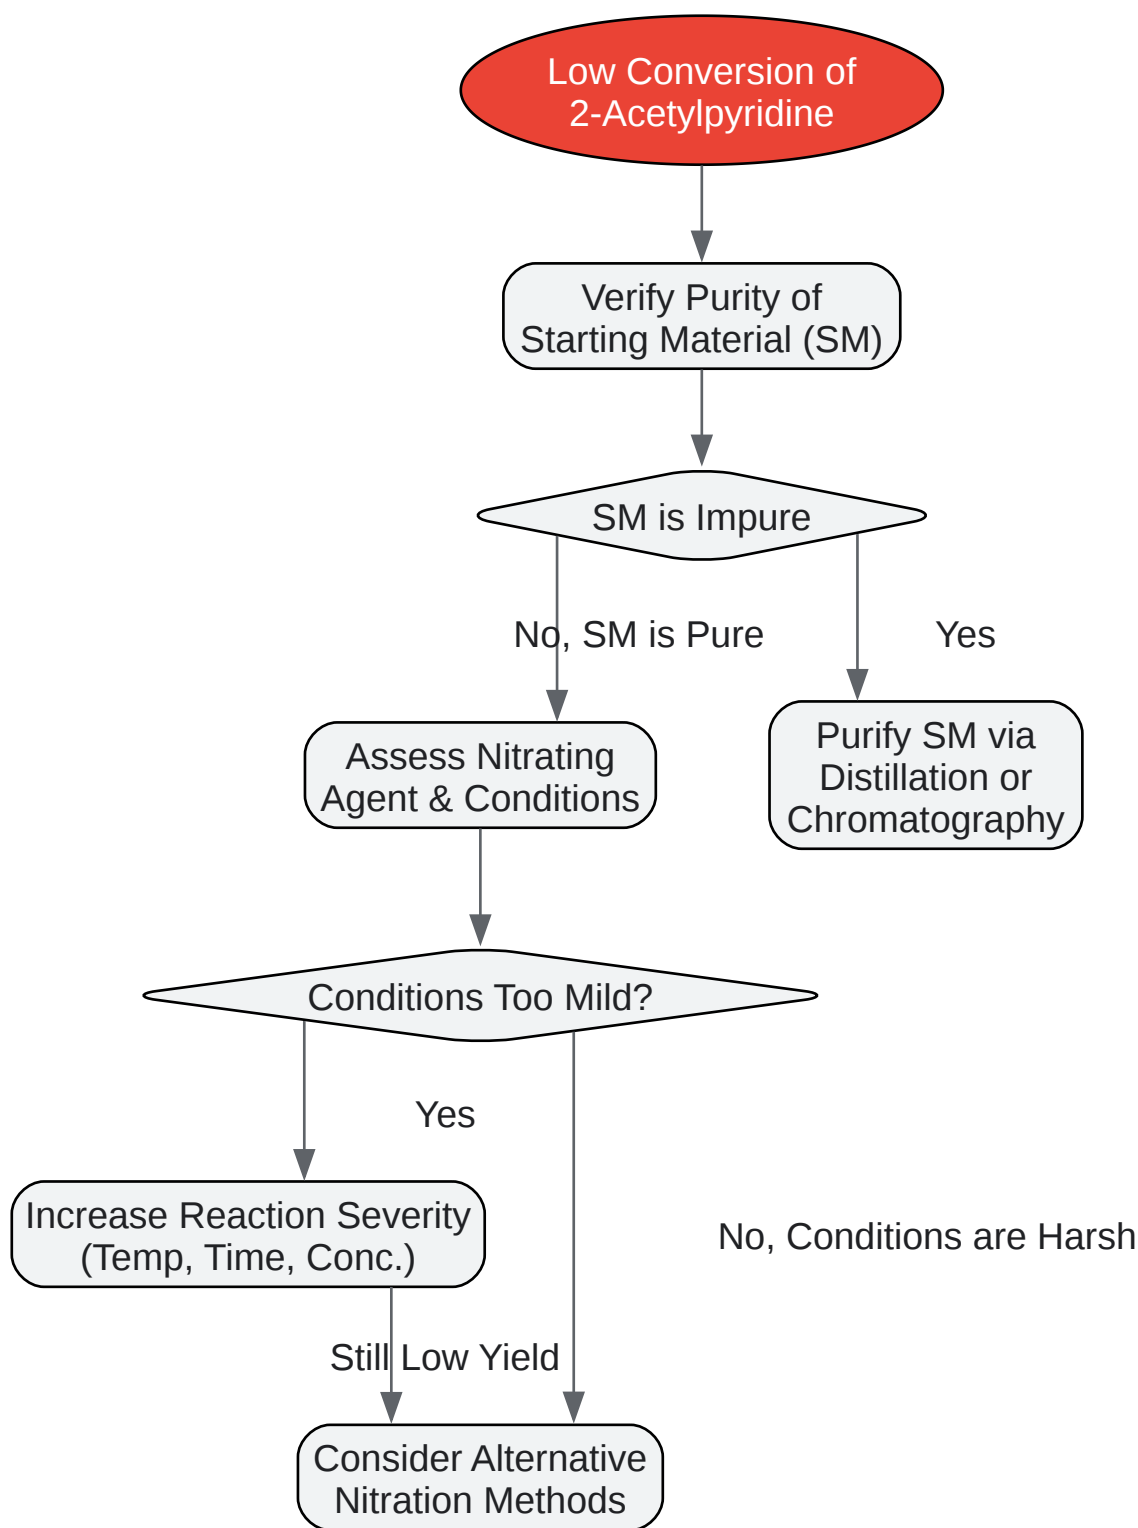 Low Conversion of
2-Acetylpyridine
Verify Purity of
Starting Material (SM)
SM is Impure
No, SM is Pure
Yes
Assess Nitrating
Agent & Conditions
Purify SM via
Distillation or
Chromatography
Conditions Too Mild?
Yes
Increase Reaction Severity
(Temp, Time, Conc.)
No, Conditions are Harsh
Still Low Yield
Consider Alternative
Nitration Methods